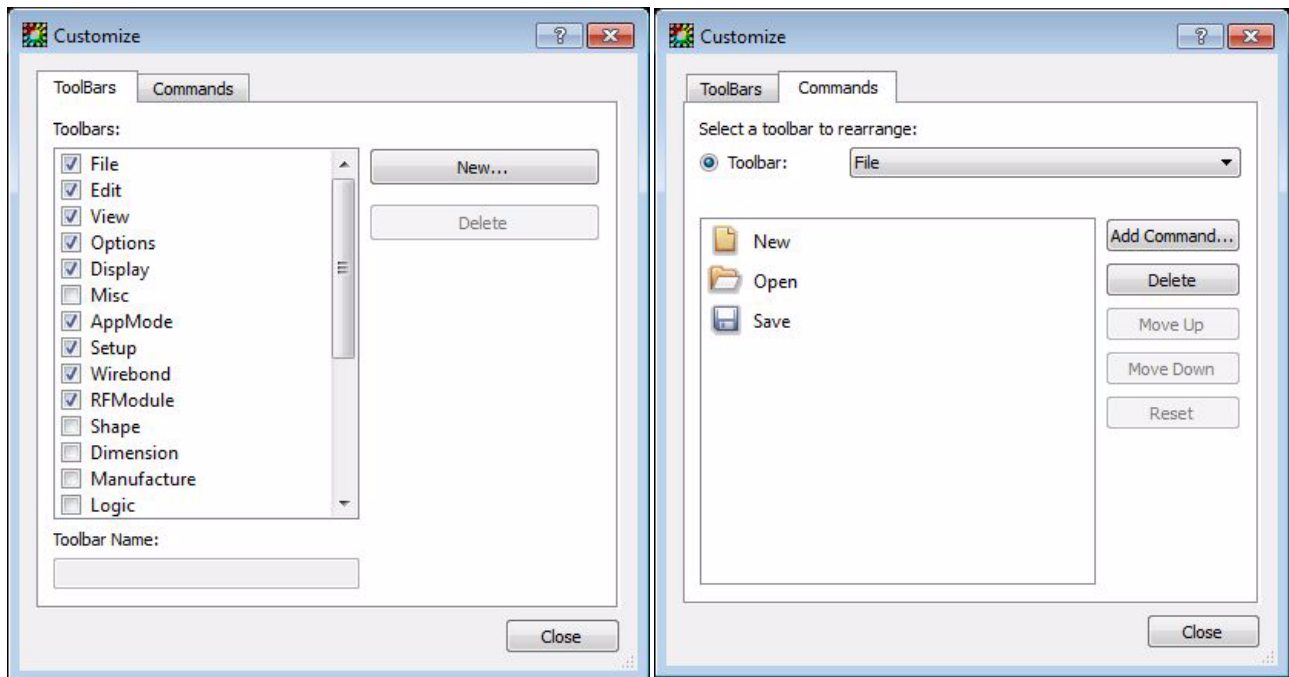 Customize
ToolBars
Commands
Toolbars:
File
Edit
View
Options
Display
Misc
AppMode
Setup
Wirebond
RFModule
Shape
Dimension
Manufacture
Logic
New...
Delete
Toolbar Name:
Close
Customize
ToolBars
Commands
Select a toolbar to rearrange:
Toolbar:
File
New
Open
Save
Add Command...
Delete
Move Up
Move Down
Reset
Close